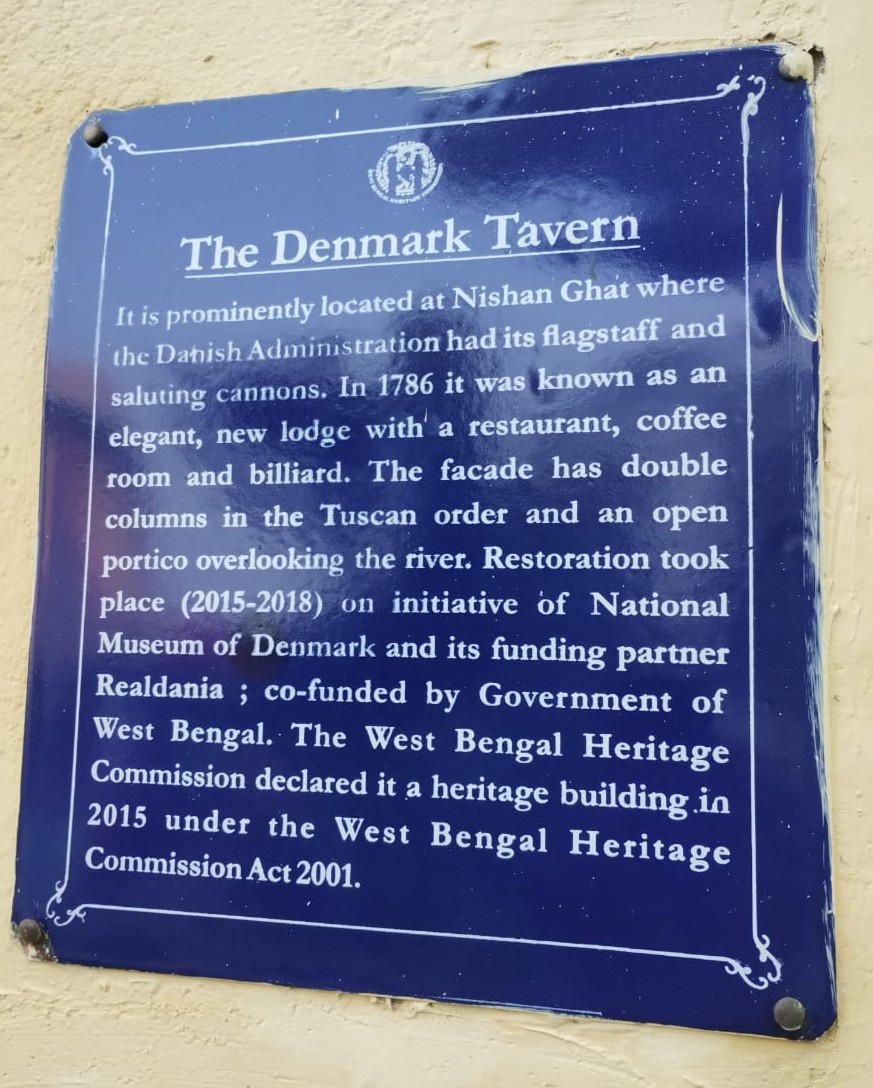 The Denmark Tavern
It is prominently located at Nishan Ghat where
the Danish Administration had its flagstaff and
saluting cannons. In 1786 it was known as an
elegant, new lodge with a restaurant, coffee
room and billiard. The facade has double
columns in the Tuscan order and an open
portico overlooking the river. Restoration took
place (2015-2018) on initiative of National
Museum of Denmark and its funding partner
Realdania ; co-funded by Government of
West Bengal. The West Bengal Heritage
Commission declared it a heritage building in
2015 under the West Bengal Heritage
Commission Act 2001.